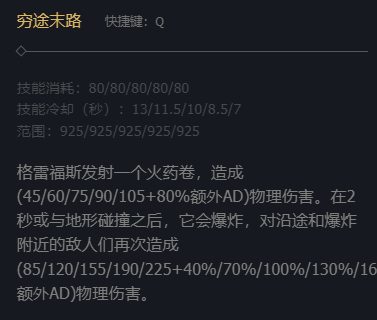 穷途末路 快捷键：Q
技能消耗：80/80/80/80/80
技能冷却（秒）：13/11.5/10/8.5/7
范围：925/925/925/925/925
格雷福斯发射一个火药卷，造成
(45/60/75/90/105+80%额外AD)物理伤害。在2
秒或与地形碰撞之后，它会爆炸，对沿途和爆炸
附近的敌人们再次造成
(85/120/155/190/225+40%/70%/100%/130%/16
额外AD)物理伤害。